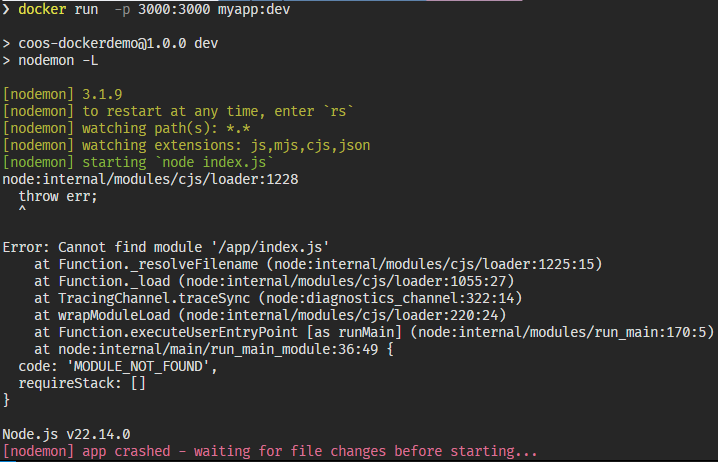 ❯ docker run  -p 3000:3000 myapp:dev

> coos-dockerdemo@1.0.0 dev
> nodemon -L

[nodemon] 3.1.9
[nodemon] to restart at any time, enter `rs`
[nodemon] watching path(s): *.*
[nodemon] watching extensions: js,mjs,cjs,json
[nodemon] starting `node index.js`
node:internal/modules/cjs/loader:1228
  throw err;
  ^

Error: Cannot find module '/app/index.js'
    at Function._resolveFilename (node:internal/modules/cjs/loader:1225:15)
    at Function._load (node:internal/modules/cjs/loader:1055:27)
    at TracingChannel.traceSync (node:diagnostics_channel:322:14)
    at wrapModuleLoad (node:internal/modules/cjs/loader:220:24)
    at Function.executeUserEntryPoint [as runMain] (node:internal/modules/run_main:170:5)
    at node:internal/main/run_main_module:36:49 {
  code: 'MODULE_NOT_FOUND',
  requireStack: []
}

Node.js v22.14.0
[nodemon] app crashed - waiting for file changes before starting...